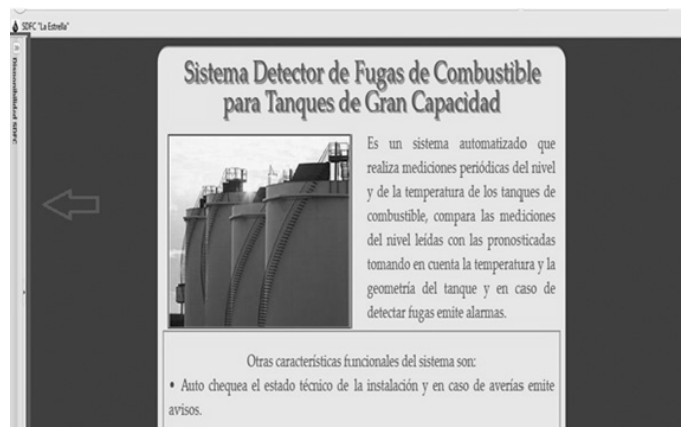 SDFC "La Estrella"
Disponibilidad SDFC
Sistema Detector de Fugas de Combustible
para Tanques de Gran Capacidad
Es un sistema automatizado que
realiza mediciones periódicas del nivel
y de la temperatura de los tanques de
combustible, compara las mediciones
del nivel leídas con las pronosticadas
tomando en cuenta la temperatura y la
geometría del tanque y en caso de
detectar fugas emite alarmas.
Otras características funcionales del sistema son:
• Auto chequea el estado técnico de la instalación y en caso de averías emite
avisos.